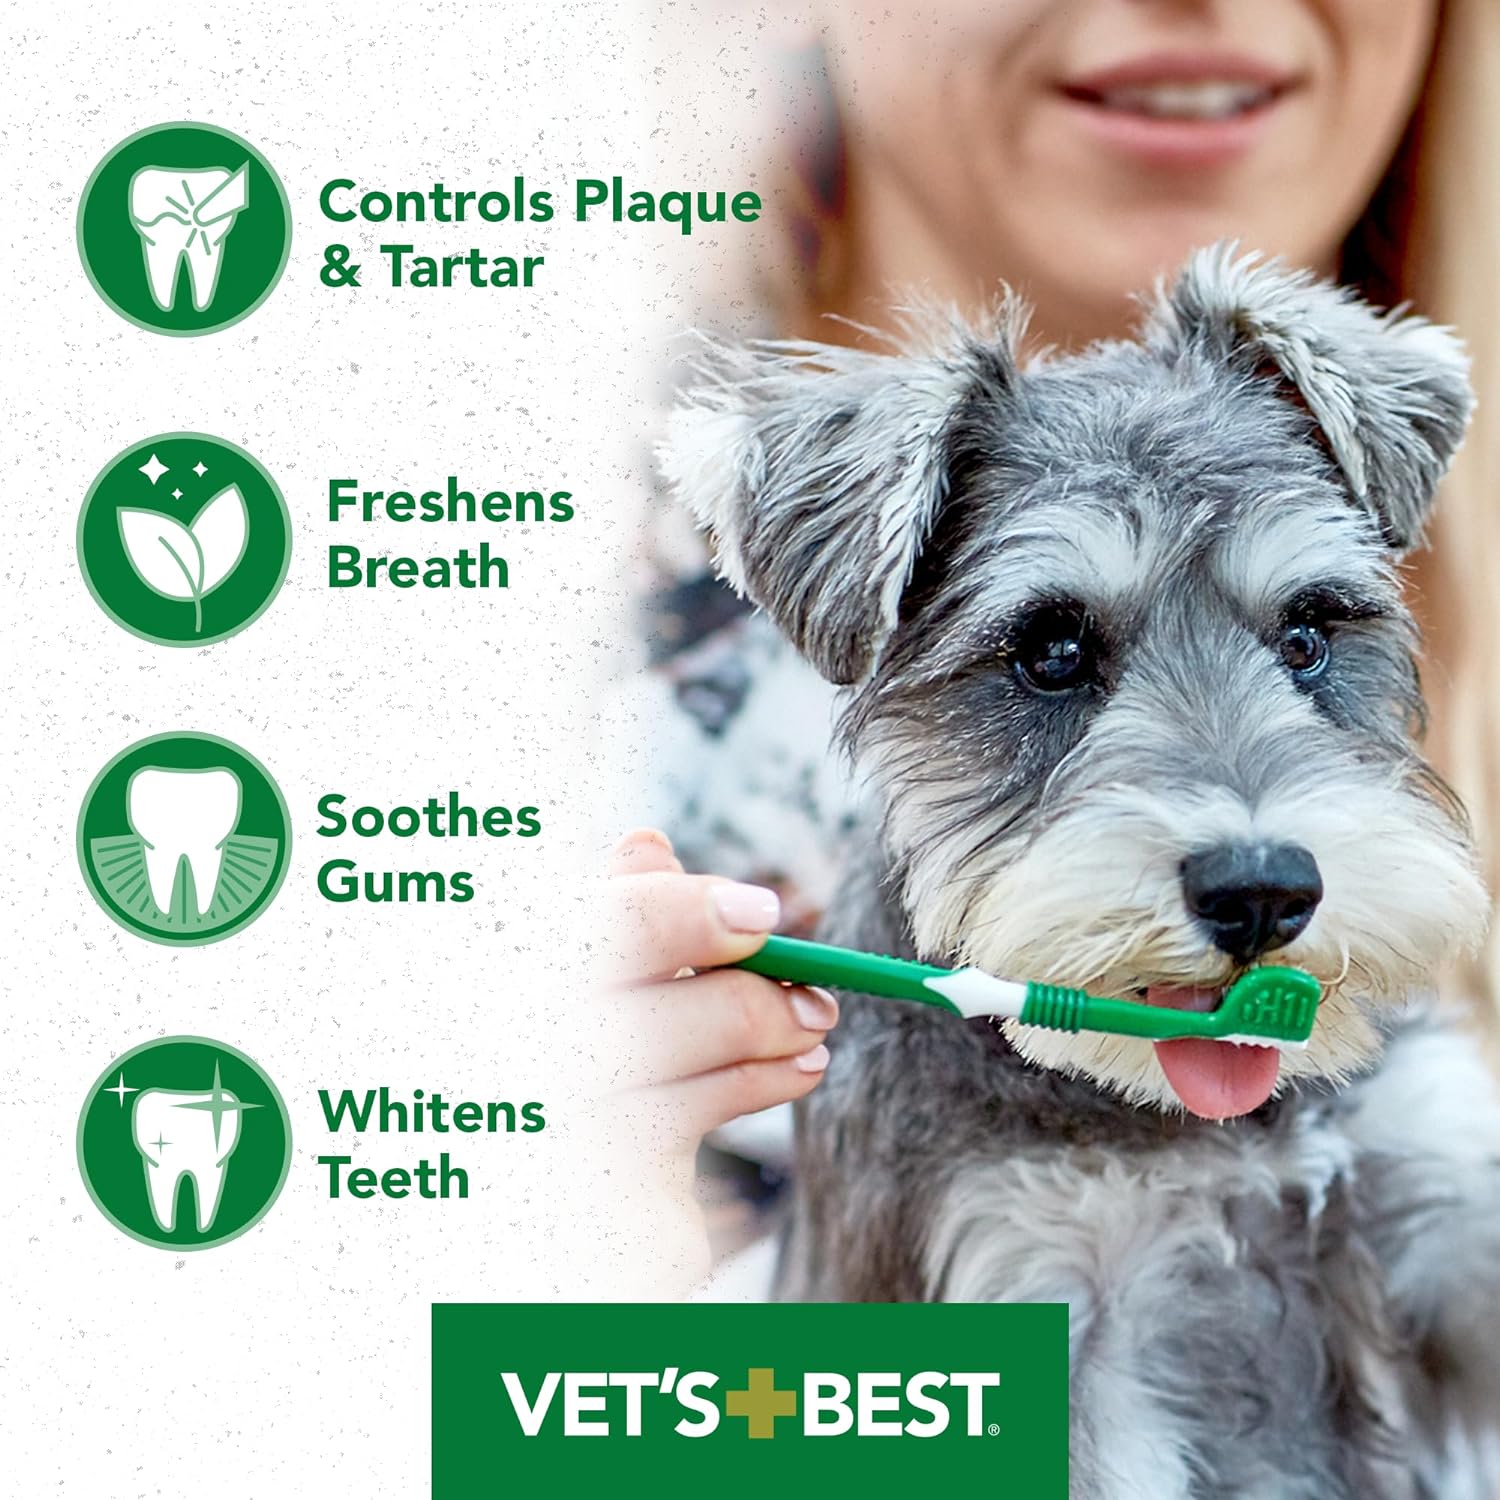 Controls Plaque
& Tartar
Freshens
Breath
Soothes
Gums
Whitens
Teeth
VET'S+BEST®